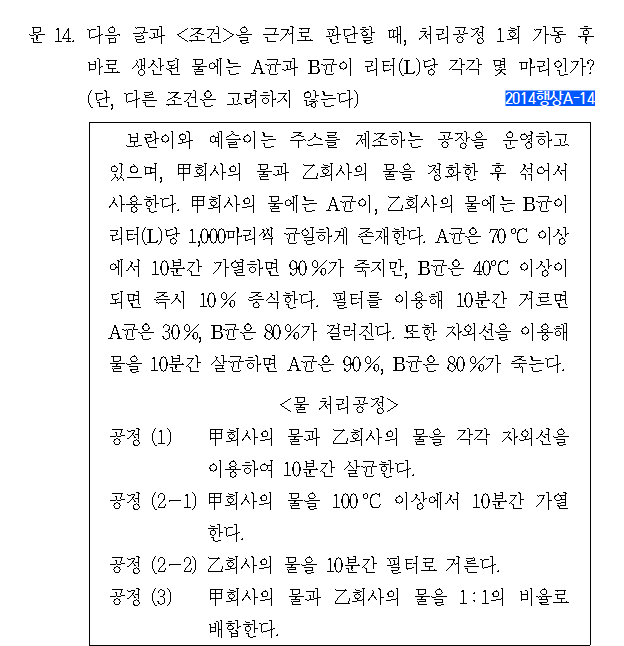 문 14. 다음 글과 <조건>을 근거로 판단할 때, 처리공정 1회 가동 후
바로 생산된 물에는 A균과 B균이 리터(L)당 각각 몇 마리인가?
(단, 다른 조건은 고려하지 않는다) 2014행상A-14
보란이와 예슬이는 주스를 제조하는 공장을 운영하고
있으며, 甲회사의 물과 乙회사의 물을 정화한 후 섞어서
사용한다. 甲회사의 물에는 A균이, 乙회사의 물에는 B균이
리터(L)당 1,000마리씩 균일하게 존재한다. A균은 70℃ 이상
에서 10분간 가열하면 90%가 죽지만, B균은 40℃ 이상이
되면 즉시 10% 증식한다. 필터를 이용해 10분간 거르면
A균은 30%, B균은 80%가 걸러진다. 또한 자외선을 이용해
물을 10분간 살균하면 A균은 90%, B균은 80%가 죽는다.
<물 처리공정>
공정 (1) 甲회사의 물과 乙회사의 물을 각각 자외선을
이용하여 10분간 살균한다.
공정 (2-1) 甲회사의 물을 100℃ 이상에서 10분간 가열
한다.
공정 (2-2) 乙회사의 물을 10분간 필터로 거른다.
공정 (3) 甲회사의 물과 乙회사의 물을 1:1의 비율로
배합한다.